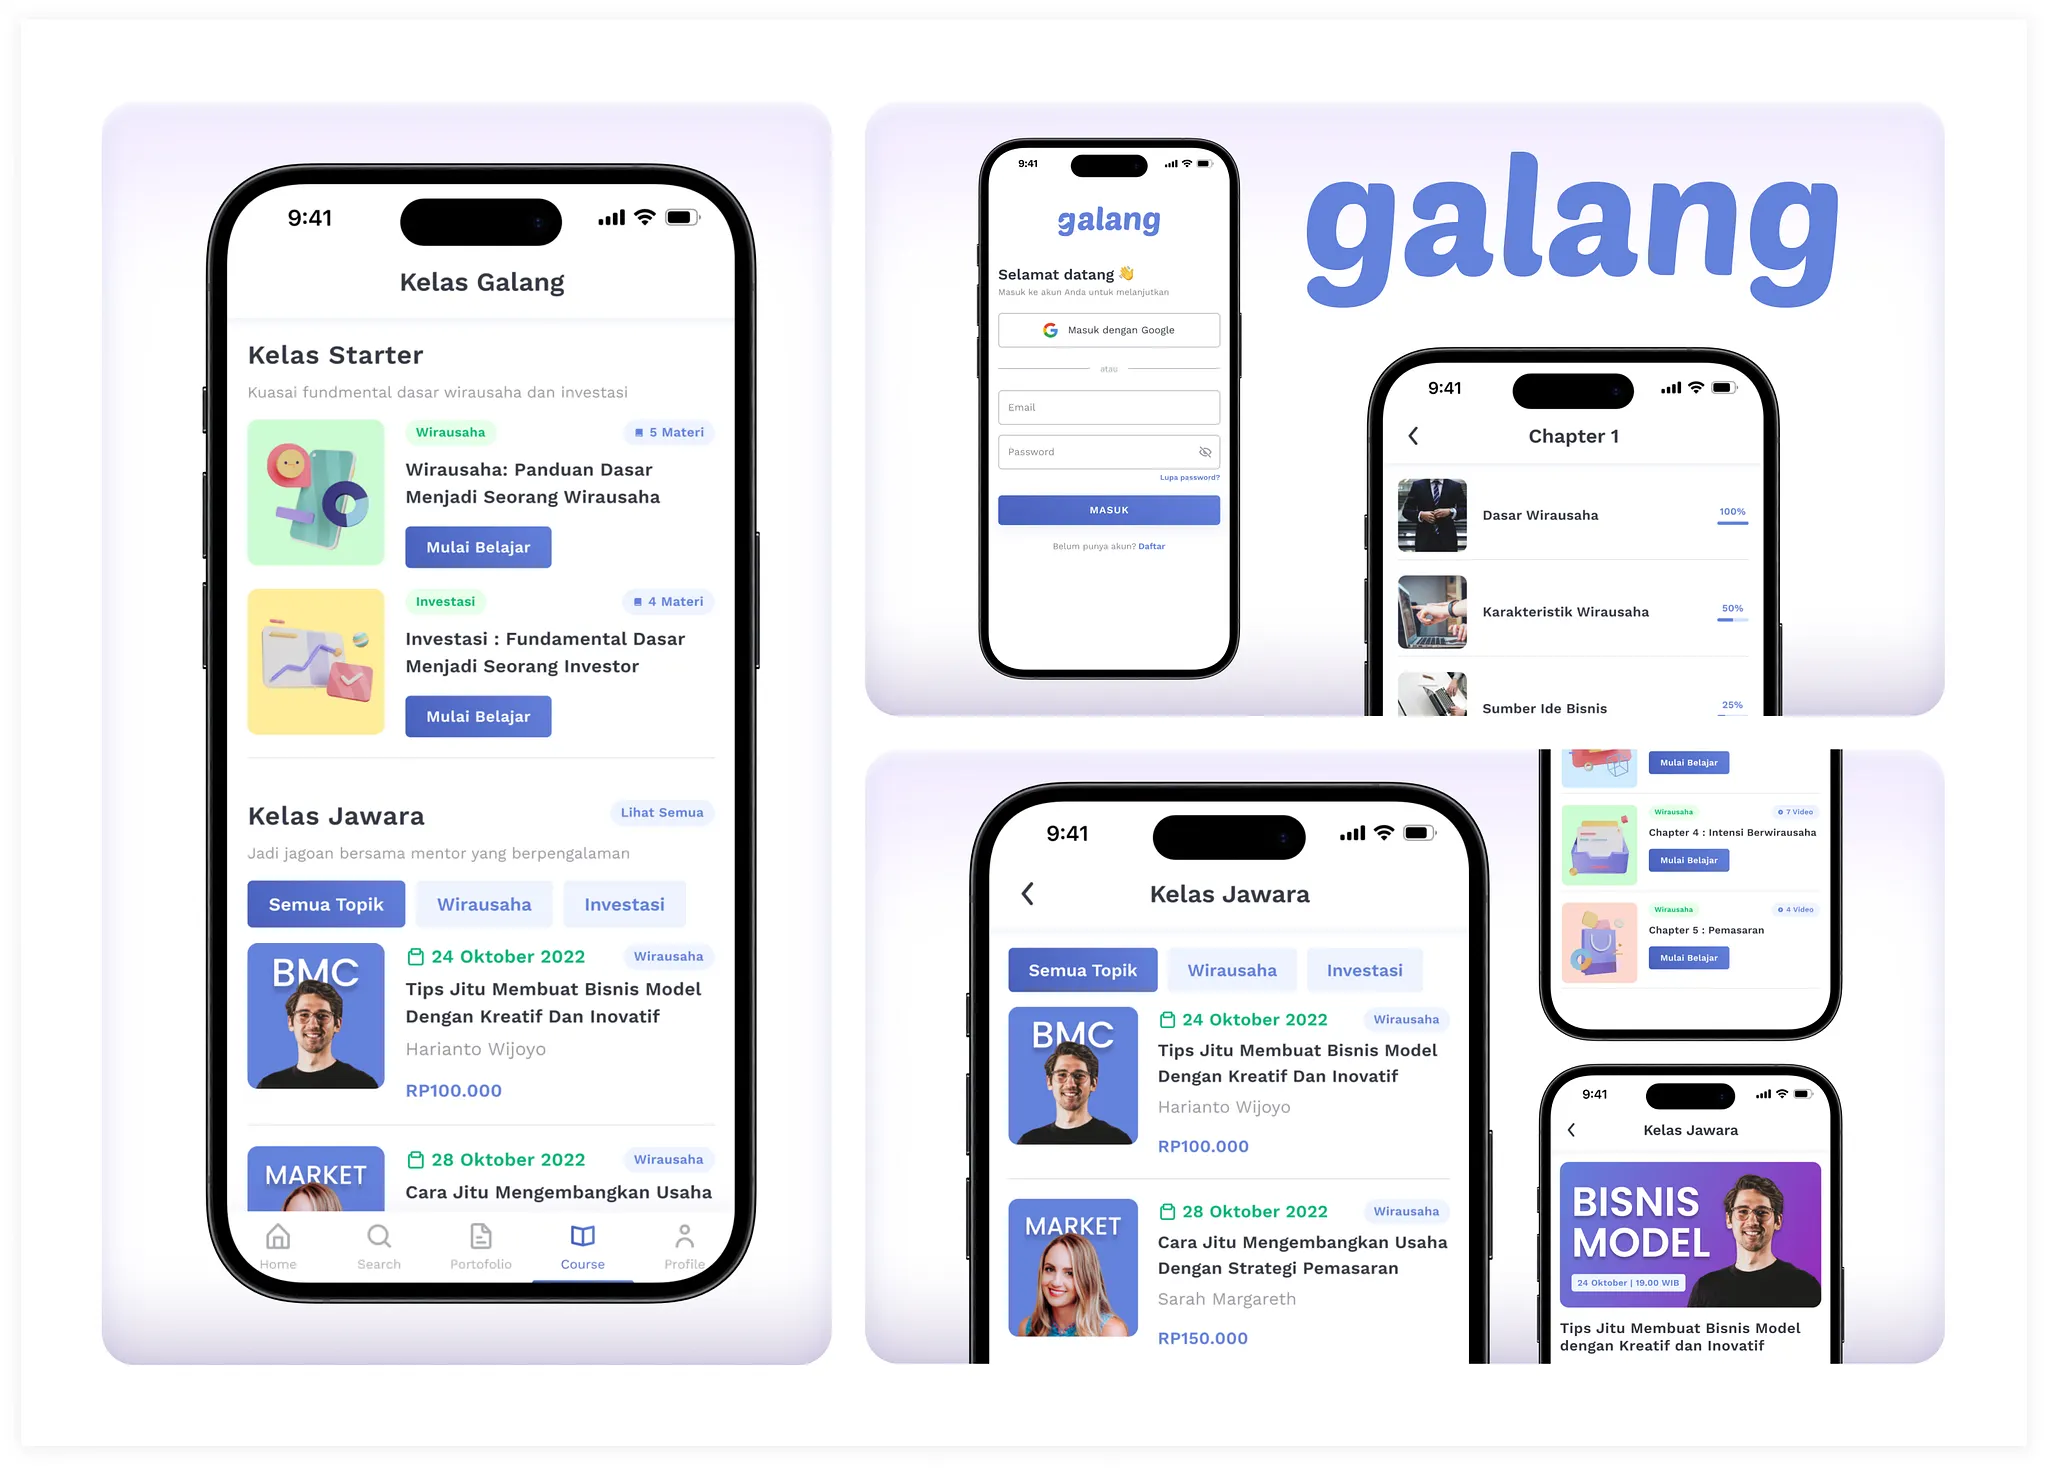 9:41
Kelas Galang
Kelas Starter
Kuasai fundmental dasar wirausaha dan investasi
Wirausaha
5 Materi
Wirausaha: Panduan Dasar
Menjadi Seorang Wirausaha
Mulai Belajar
Investasi
4 Materi
Investasi : Fundamental Dasar
Menjadi Seorang Investor
Mulai Belajar
Kelas Jawara
Lihat Semua
Jadi jagoan bersama mentor yang berpengalaman
Semua Topik
Wirausaha
Investasi
BMC
24 Oktober 2022
Wirausaha
Tips Jitu Membuat Bisnis Model
Dengan Kreatif Dan Inovatif
Harianto Wijoyo
RP100.000
MARKET
28 Oktober 2022
Wirausaha
Cara Jitu Mengembangkan Usaha
Home
Search
Portofolio
Course
Profile
9:41
galang
Selamat datang 👋
Masuk ke akun Anda untuk melanjutkan
Masuk dengan Google
atau
Email
Password
Lupa password?
MASUK
Belum punya akun? Daftar
galang
9:41
Chapter 1
Dasar Wirausaha
100%
Karakteristik Wirausaha
50%
Sumber Ide Bisnis
25%
9:41
Kelas Jawara
Semua Topik
Wirausaha
Investasi
BMC
24 Oktober 2022
Wirausaha
Tips Jitu Membuat Bisnis Model
Dengan Kreatif Dan Inovatif
Harianto Wijoyo
RP100.000
MARKET
28 Oktober 2022
Wirausaha
Cara Jitu Mengembangkan Usaha
Dengan Strategi Pemasaran
Sarah Margareth
RP150.000
Mulai Belajar
Wirausaha
7 Video
Chapter 4 : Intensi Berwirausaha
Mulai Belajar
Wirausaha
4 Video
Chapter 5 : Pemasaran
Mulai Belajar
9:41
Kelas Jawara
BISNIS
MODEL
24 Oktober | 19.00 WIB
Tips Jitu Membuat Bisnis Model
dengan Kreatif dan Inovatif